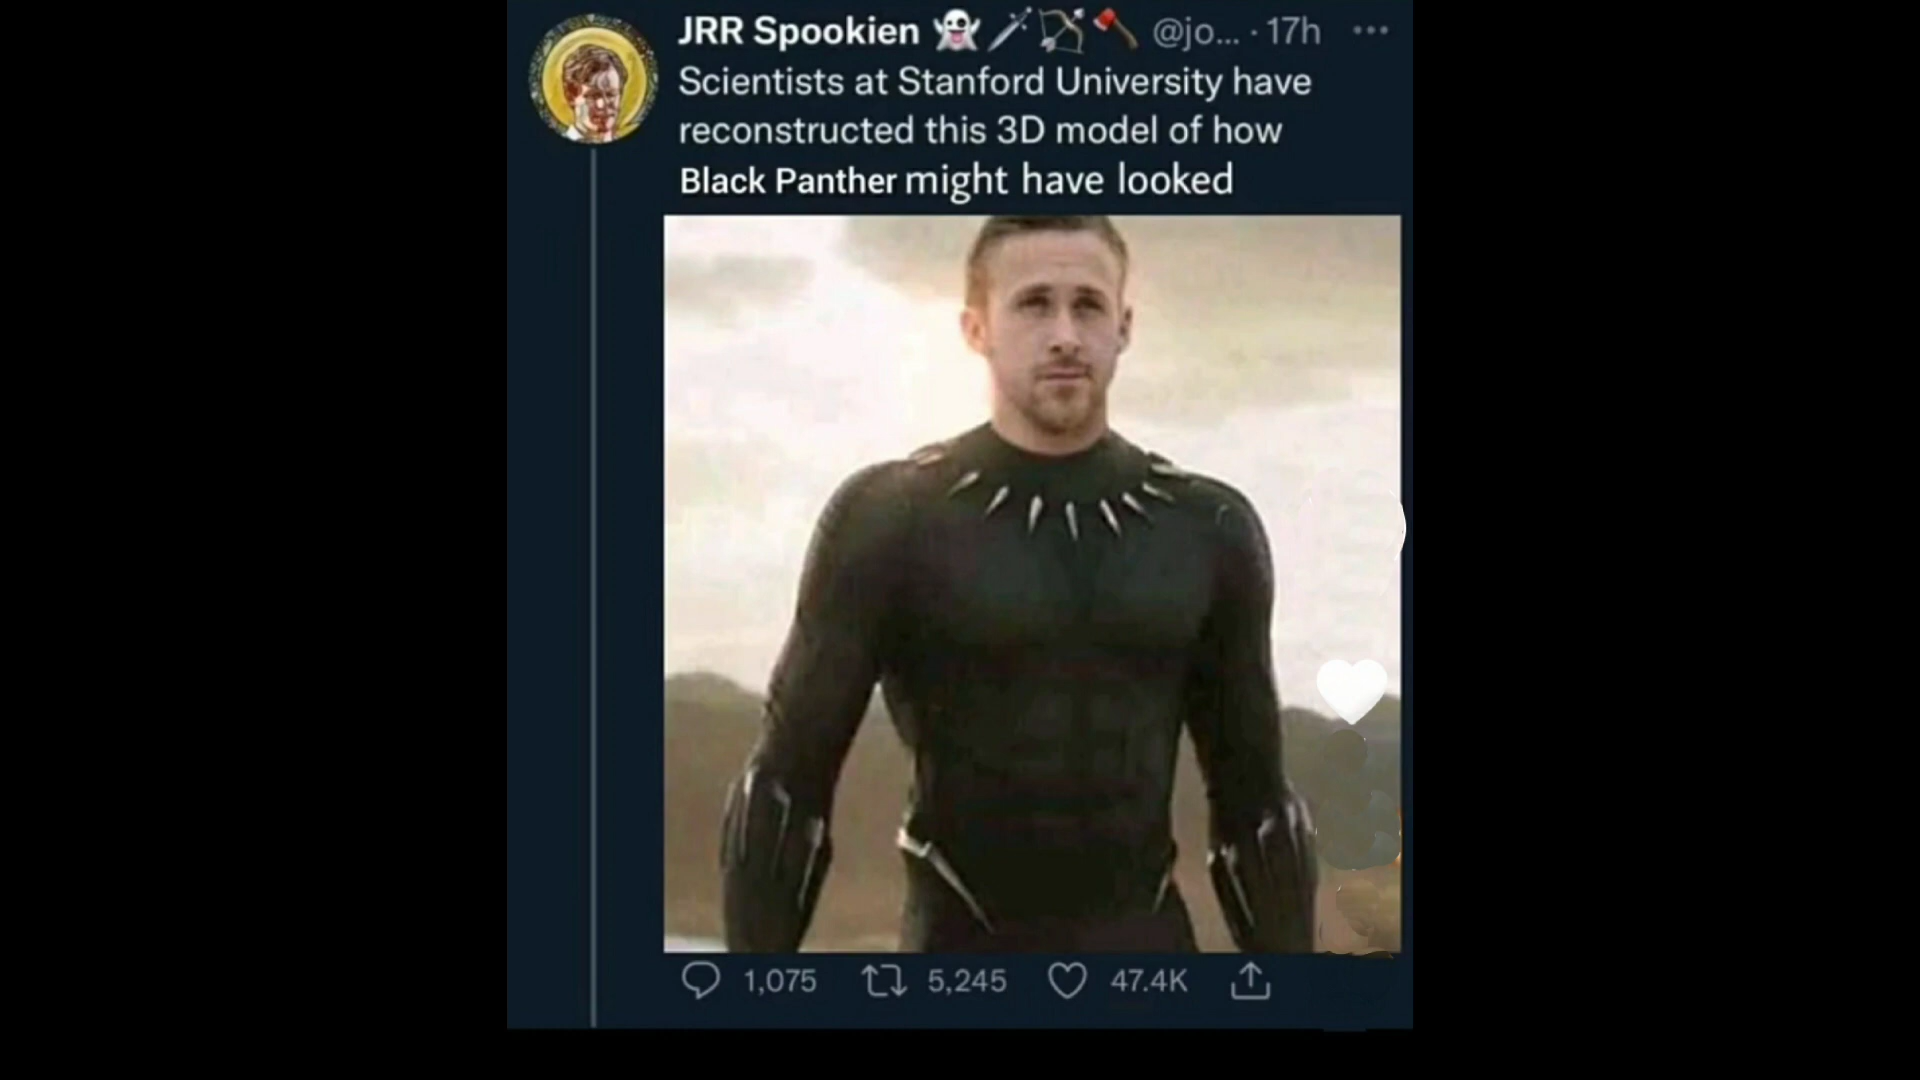 JRR Spookien 👻🗡🏹🪓 @jo... · 17h
Scientists at Stanford University have
reconstructed this 3D model of how
Black Panther might have looked
1,075 5,245 47.4K